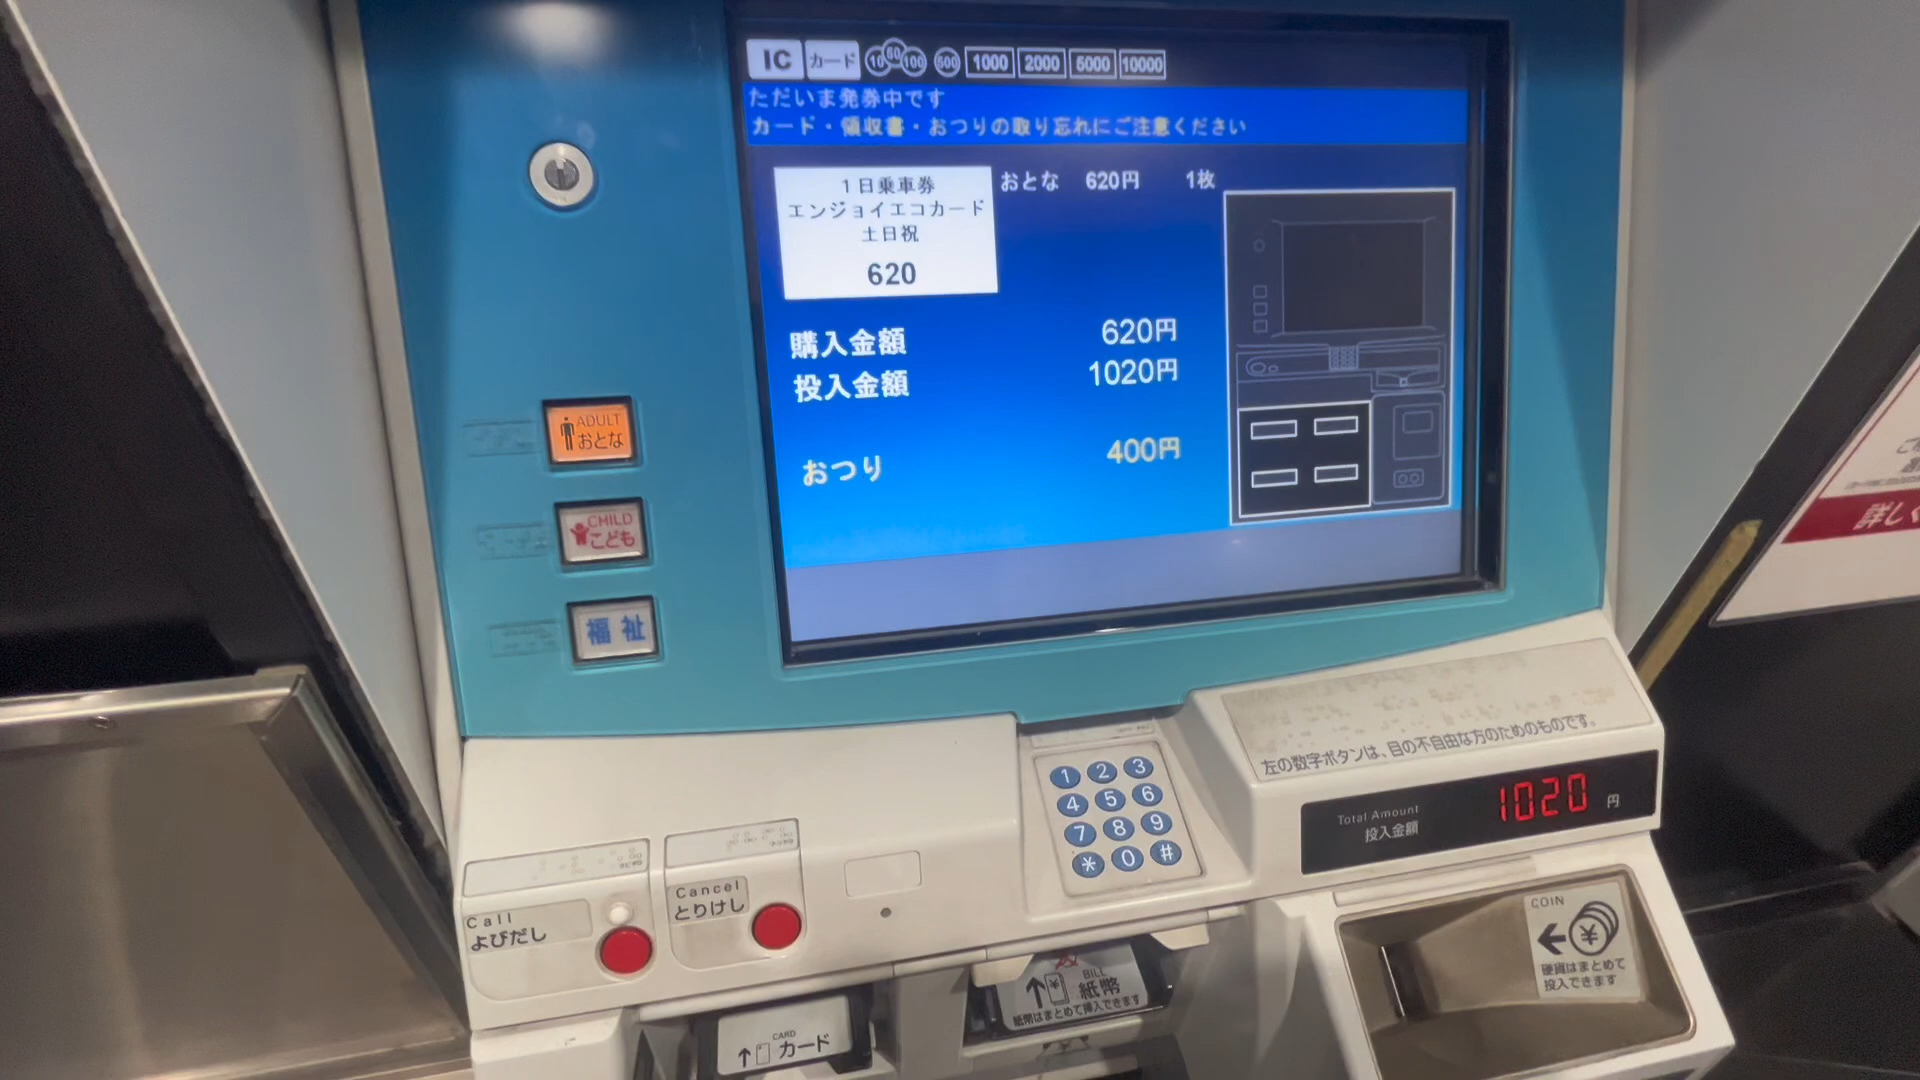 IC カード 10 50 100 500 1000 2000 5000 10000
ただいま発券中です
カード・領収書・おつりの取り忘れにご注意ください
1日乗車券
エンジョイエコカード
土日祝
620
おとな 620円 1枚
購入金額 620円
投入金額 1020円
おつり 400円
ADULT
おとな
CHILD
こども
福祉
詳しく
左の数字ボタンは、目の不自由な方のためのものです。
1 2 3
4 5 6
7 8 9
* 0 #
Total Amount
投入金額
1020 円
Call
よびだし
Cancel
とりけし
COIN
¥
硬貨はまとめて
投入できます
BILL
¥ 紙幣
紙幣はまとめて挿入できます
CARD
カード